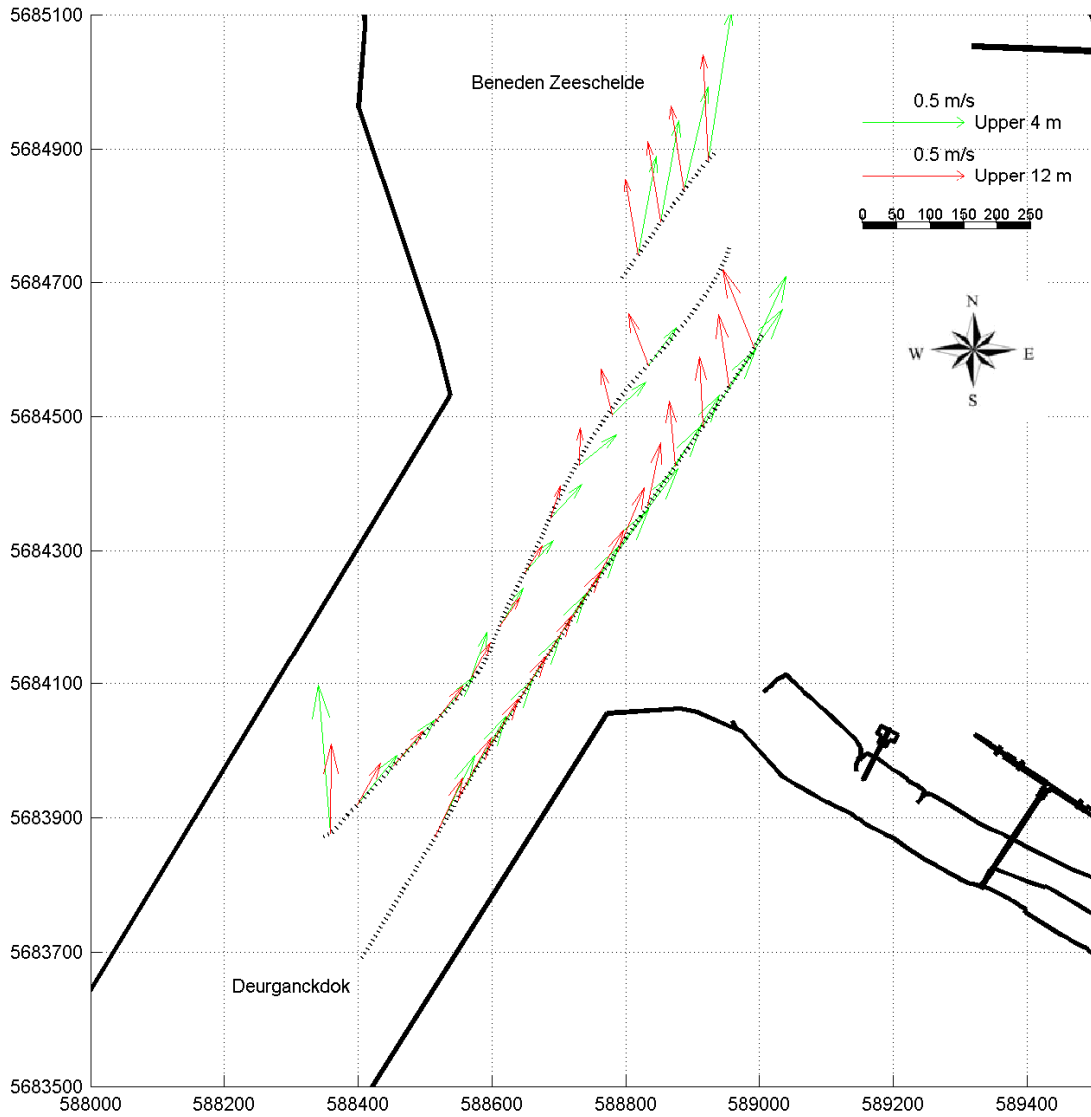 5685100
5684900
5684700
5684500
5684300
5684100
5683900
5683700
5683500
588000 588200 588400 588600 588800 589000 589200 589400
Beneden Zeeschelde
0.5 m/s
Upper 4 m
0.5 m/s
Upper 12 m
0 50 100 150 200 250
N
W E
S
Deurganckdok